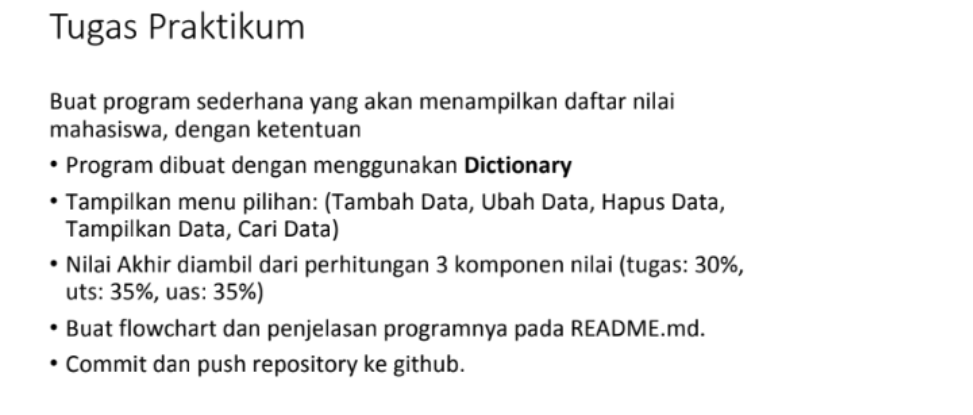 Tugas Praktikum
Buat program sederhana yang akan menampilkan daftar nilai
mahasiswa, dengan ketentuan
• Program dibuat dengan menggunakan Dictionary
• Tampilkan menu pilihan: (Tambah Data, Ubah Data, Hapus Data,
Tampilkan Data, Cari Data)
• Nilai Akhir diambil dari perhitungan 3 komponen nilai (tugas: 30%,
uts: 35%, uas: 35%)
• Buat flowchart dan penjelasan programnya pada README.md.
• Commit dan push repository ke github.